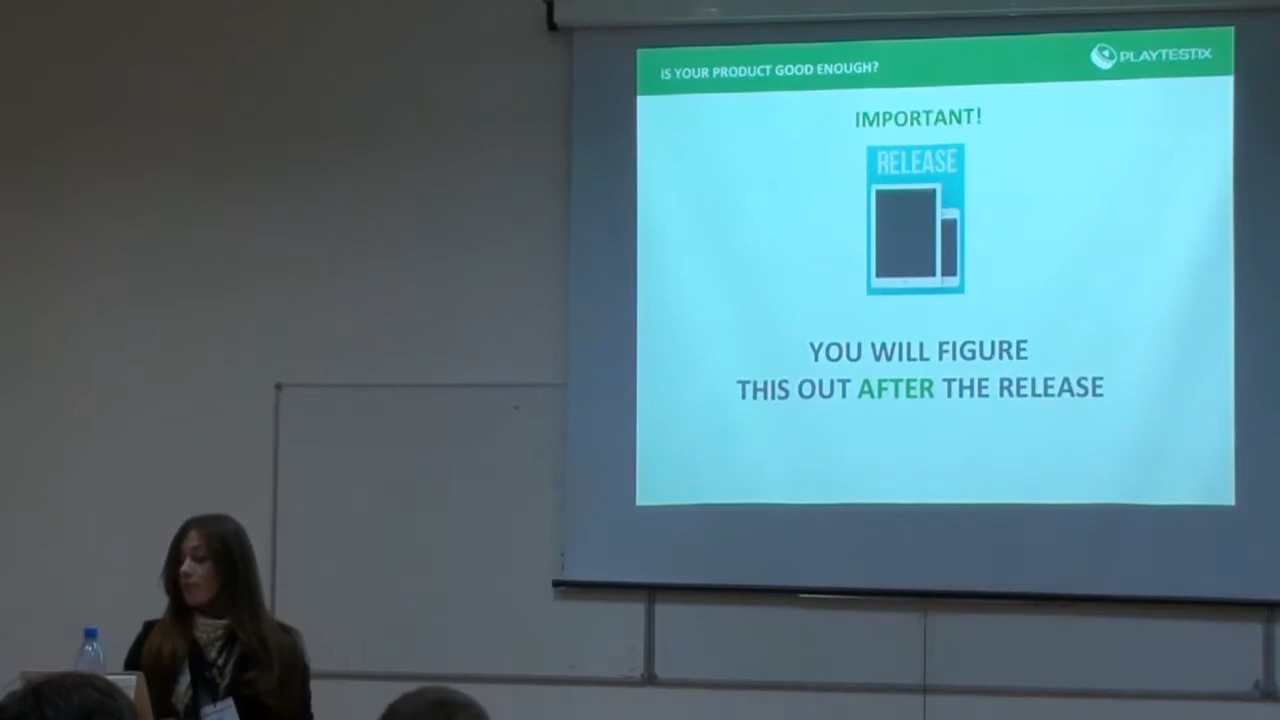 IS YOUR PRODUCT GOOD ENOUGH?
PLAYTESTIX
IMPORTANT!
RELEASE
YOU WILL FIGURE
THIS OUT AFTER THE RELEASE